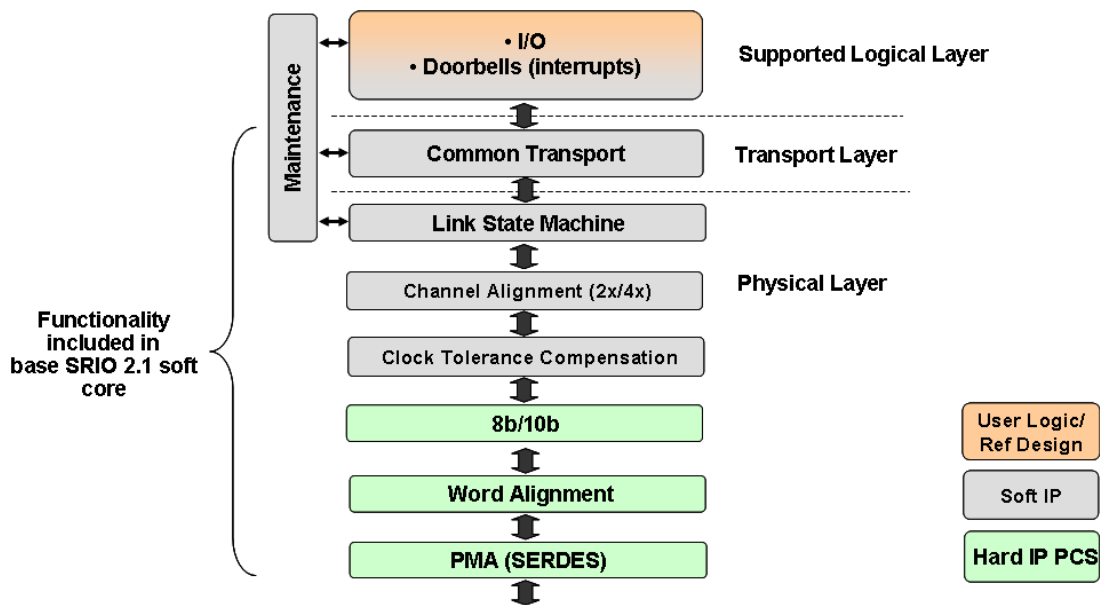 Maintenance
• I/O
• Doorbells (interrupts)
Supported Logical Layer
Common Transport
Transport Layer
Link State Machine
Channel Alignment (2x/4x)
Physical Layer
Functionality
included in
base SRIO 2.1 soft
core
Clock Tolerance Compensation
8b/10b
Word Alignment
PMA (SERDES)
User Logic/
Ref Design
Soft IP
Hard IP PCS